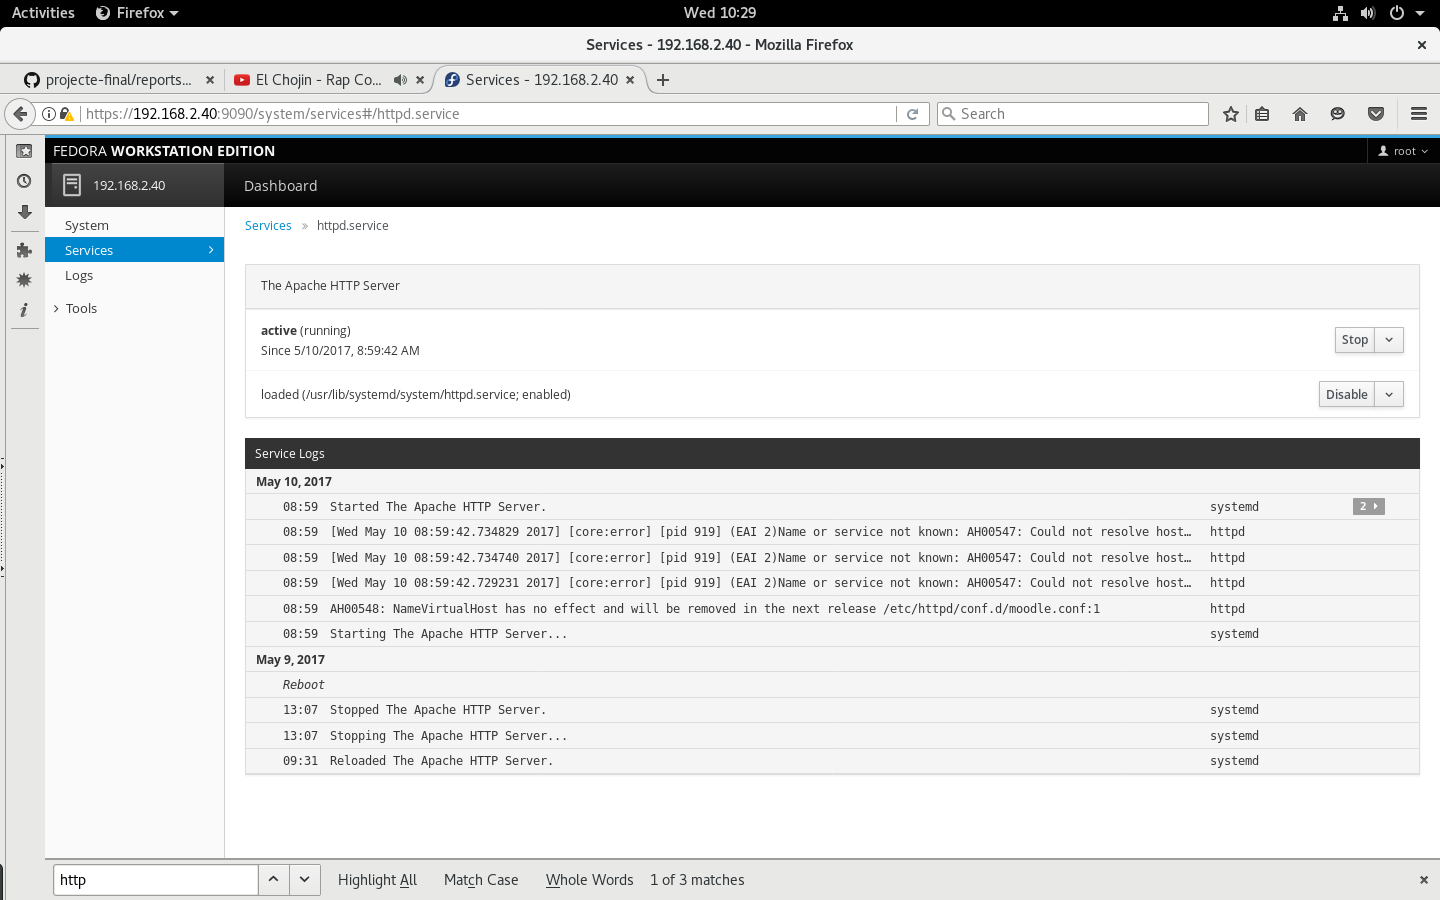 Activities Firefox Wed 10:29
Services - 192.168.2.40 - Mozilla Firefox
projecte-final/reports... El Chojin - Rap Co... Services - 192.168.2.40
https://192.168.2.40:9090/system/services#/httpd.service Search
FEDORA WORKSTATION EDITION root
192.168.2.40 Dashboard
System
Services
Logs
Tools
Services » httpd.service
The Apache HTTP Server
active (running)
Since 5/10/2017, 8:59:42 AM
Stop
loaded (/usr/lib/systemd/system/httpd.service; enabled)
Disable
Service Logs
May 10, 2017
08:59 Started The Apache HTTP Server. systemd 2
08:59 [Wed May 10 08:59:42.734829 2017] [core:error] [pid 919] (EAI 2)Name or service not known: AH00547: Could not resolve host… httpd
08:59 [Wed May 10 08:59:42.734740 2017] [core:error] [pid 919] (EAI 2)Name or service not known: AH00547: Could not resolve host… httpd
08:59 [Wed May 10 08:59:42.729231 2017] [core:error] [pid 919] (EAI 2)Name or service not known: AH00547: Could not resolve host… httpd
08:59 AH00548: NameVirtualHost has no effect and will be removed in the next release /etc/httpd/conf.d/moodle.conf:1 httpd
08:59 Starting The Apache HTTP Server... systemd
May 9, 2017
Reboot
13:07 Stopped The Apache HTTP Server. systemd
13:07 Stopping The Apache HTTP Server... systemd
09:31 Reloaded The Apache HTTP Server. systemd
http Highlight All Match Case Whole Words 1 of 3 matches